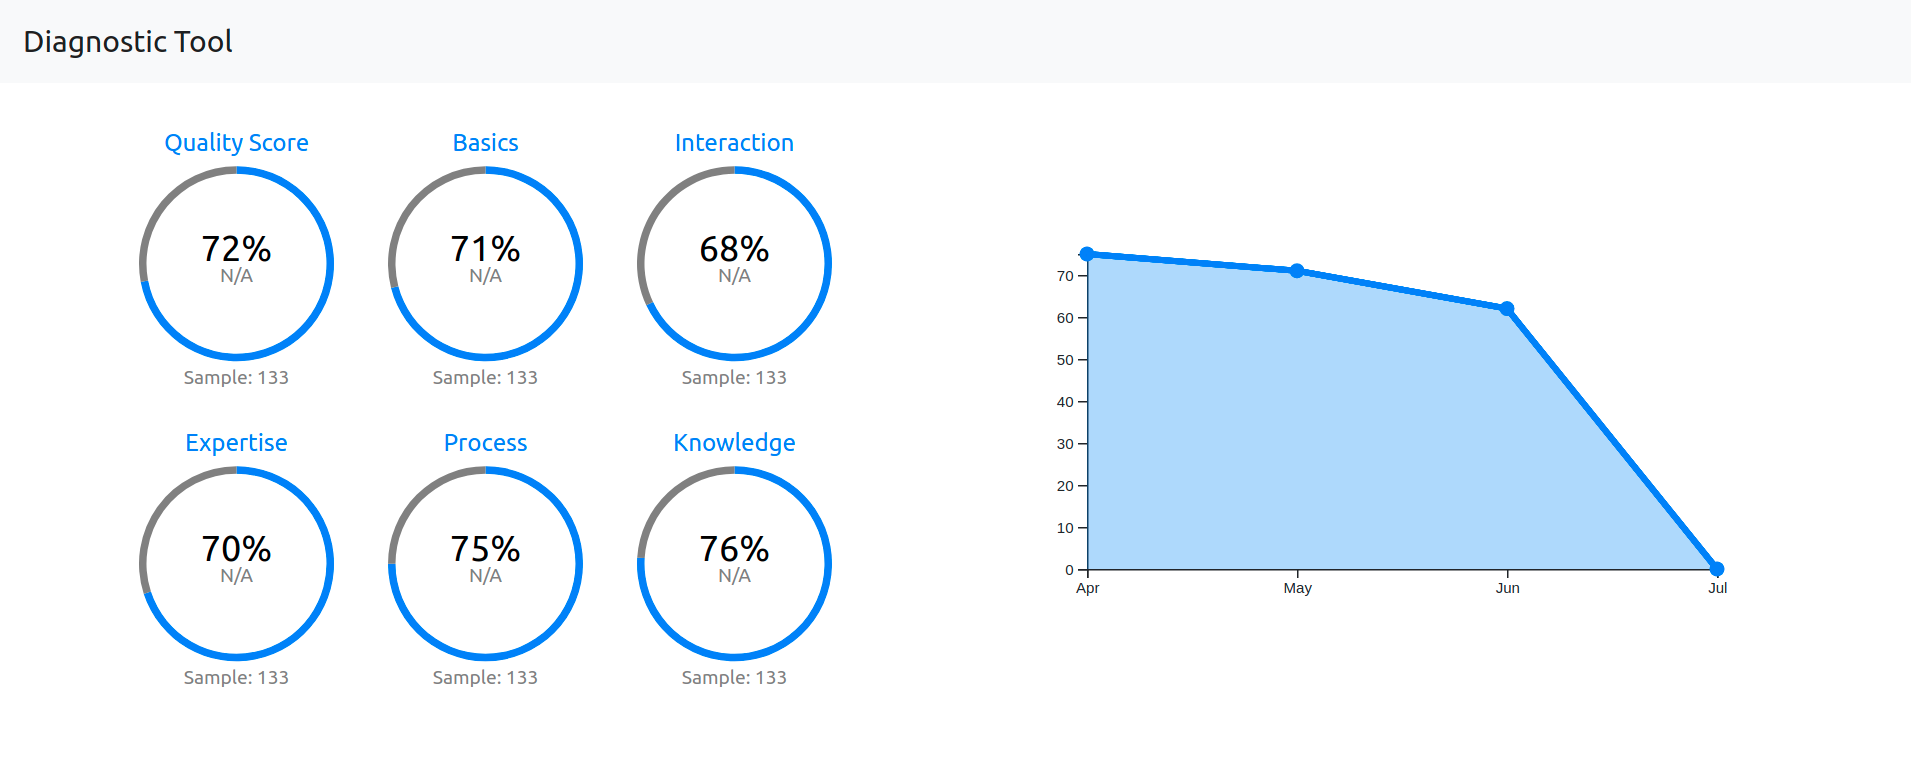 Diagnostic Tool
Quality Score
Basics
Interaction
72%
N/A
71%
N/A
68%
N/A
Sample: 133
Sample: 133
Sample: 133
Expertise
Process
Knowledge
70%
N/A
75%
N/A
76%
N/A
Sample: 133
Sample: 133
Sample: 133
70
60
50
40
30
20
10
0
Apr
May
Jun
Jul